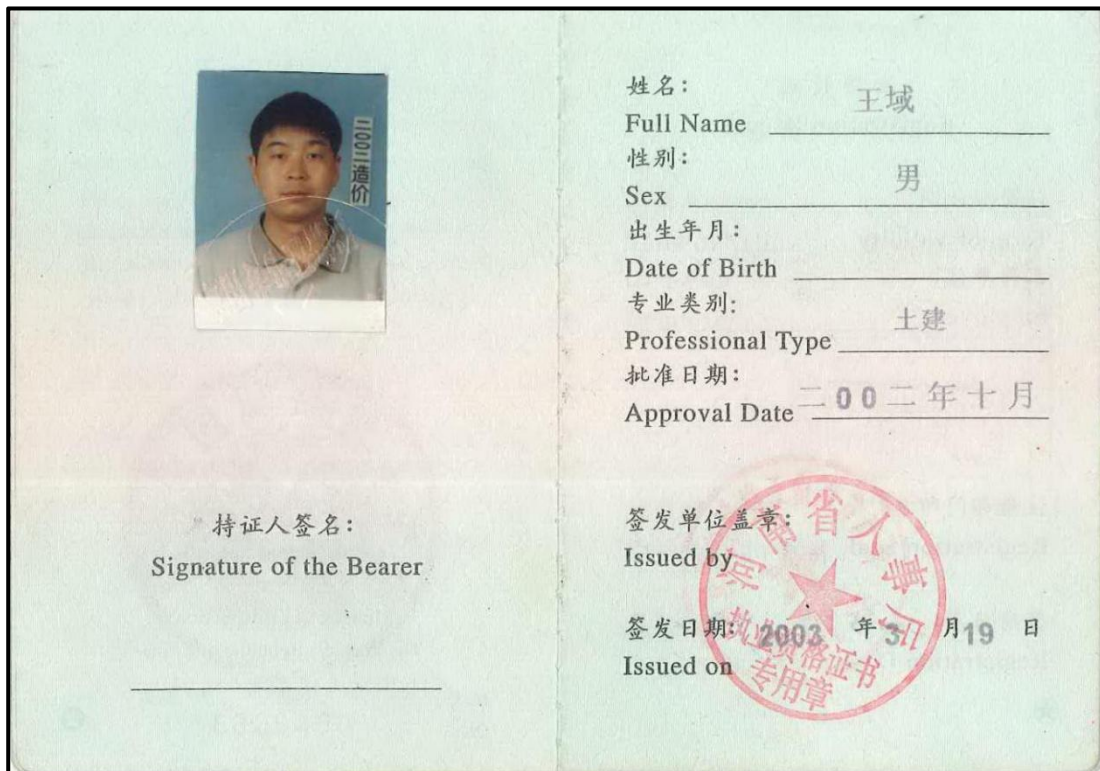 二〇〇二造价
持证人签名：
Signature of the Bearer
姓名：
王域
Full Name
性别：
男
Sex
出生年月：
Date of Birth
专业类别：
土建
Professional Type
批准日期：
二00二年十月
Approval Date
签发单位盖章：
Issued by
河南省人事厅
执业资格证书
专用章
签发日期：2003 年 3 月 19 日
Issued on